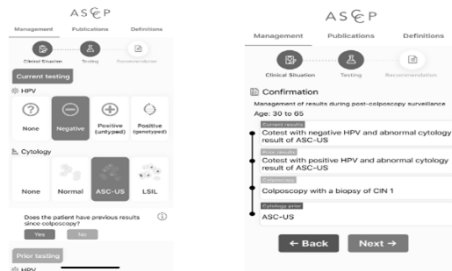 ASCCP
Management Publications Definitions
Clinical Situation Testing Recommendation
Current testing
HPV
None Negative Positive (untyped) Positive (genotyped)
Cytology
None Normal ASC-US LSIL
Does the patient have previous results
since colposcopy?
Yes No
Prior testing
HPV
ASCCP
Management Publications Definitions
Clinical Situation Testing Recommendation
Confirmation
Management of results during post-colposcopy surveillance
Age: 30 to 65
Current results
Cotest with negative HPV and abnormal cytology
result of ASC-US
Prior results
Cotest with positive HPV and abnormal cytology
result of ASC-US
Colposcopy
Colposcopy with a biopsy of CIN 1
Cytology prior
ASC-US
← Back Next →